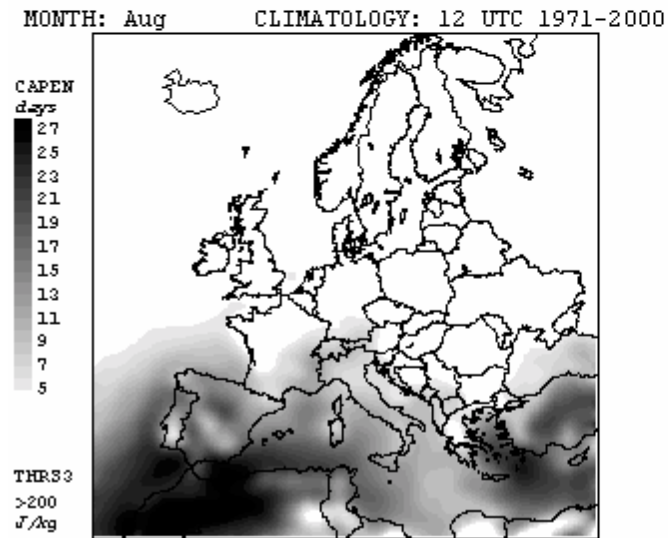 MONTH: Aug CLIMATOLOGY: 12 UTC 1971-2000
CAPEN
days
27
25
23
21
19
17
15
13
11
9
7
5
THRS3
>200
J/kg